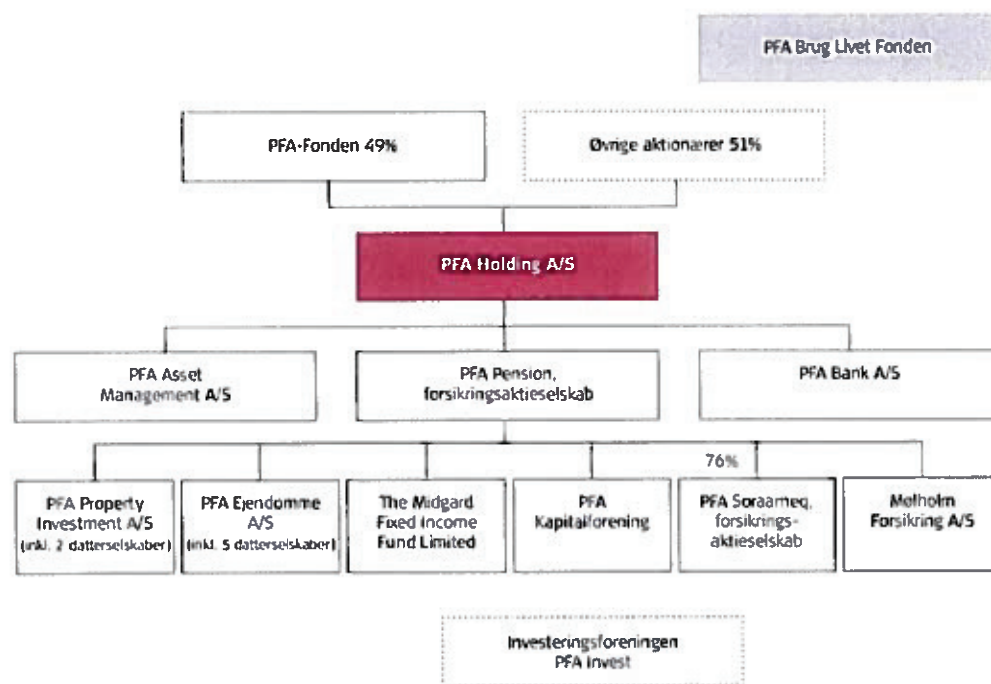 PFA Brug Livet Fonden
PFA-Fonden 49%
Øvrige aktionærer 51%
PFA Holding A/S
PFA Asset
Management A/S
PFA Pension,
forsikringsaktieselskab
PFA Bank A/S
76%
PFA Property
Investment A/S
(inkl. 2 datterselskaber)
PFA Ejendomme
A/S
(inkl. 5 datterselskaber)
The Midgard
Fixed Income
Fund Limited
PFA
Kapitalforening
PFA Soraarneq,
forsikrings-
aktieselskab
Mølholm
Forsikring A/S
Investeringsforeningen
PFA Invest